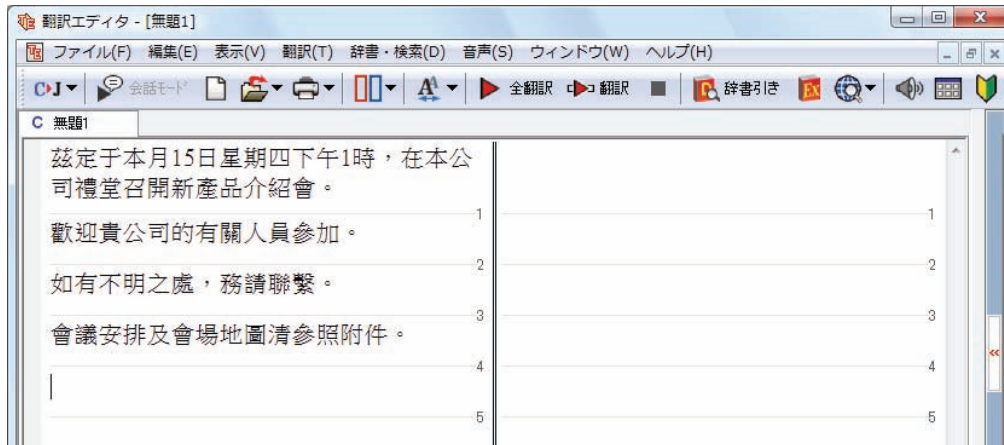 翻訳エディタ - [無題1]
ファイル(F) 編集(E) 表示(V) 翻訳(T) 辞書・検索(D) 音声(S) ウィンドウ(W) ヘルプ(H)
C▸J 会話モード A 全翻訳 翻訳 辞書引き EX
C 無題1
茲定于本月15日星期四下午1時，在本公
司禮堂召開新產品介紹會。
1 1
歡迎貴公司的有關人員參加。
2 2
如有不明之處，務請聯繫。
3 3
會議安排及會場地圖清參照附件。
4 4
5 5